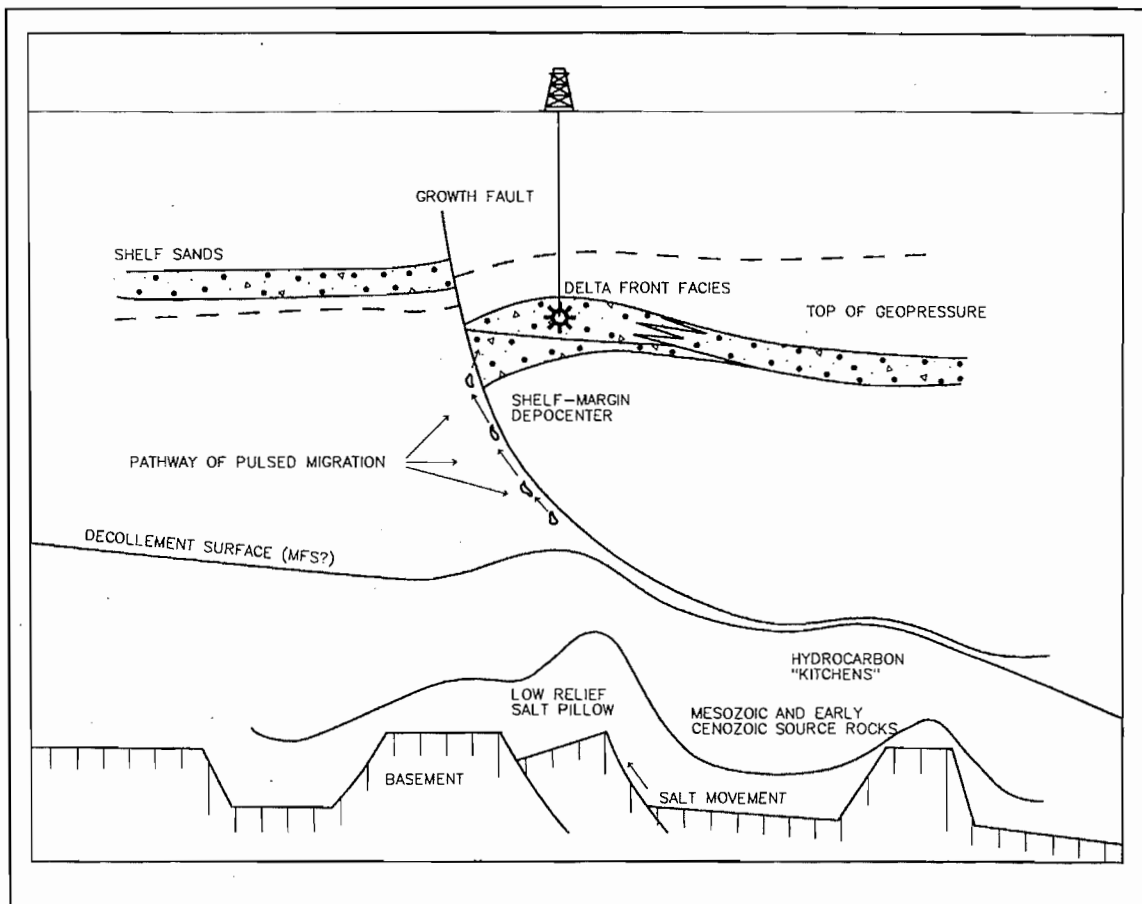 GROWTH FAULT
SHELF SANDS
DELTA FRONT FACIES
TOP OF GEOPRESSURE
SHELF-MARGIN
DEPOCENTER
PATHWAY OF PULSED MIGRATION
DECOLLEMENT SURFACE (MFS?)
HYDROCARBON
"KITCHENS"
LOW RELIEF
SALT PILLOW
MESOZOIC AND EARLY
CENOZOIC SOURCE ROCKS
BASEMENT
SALT MOVEMENT